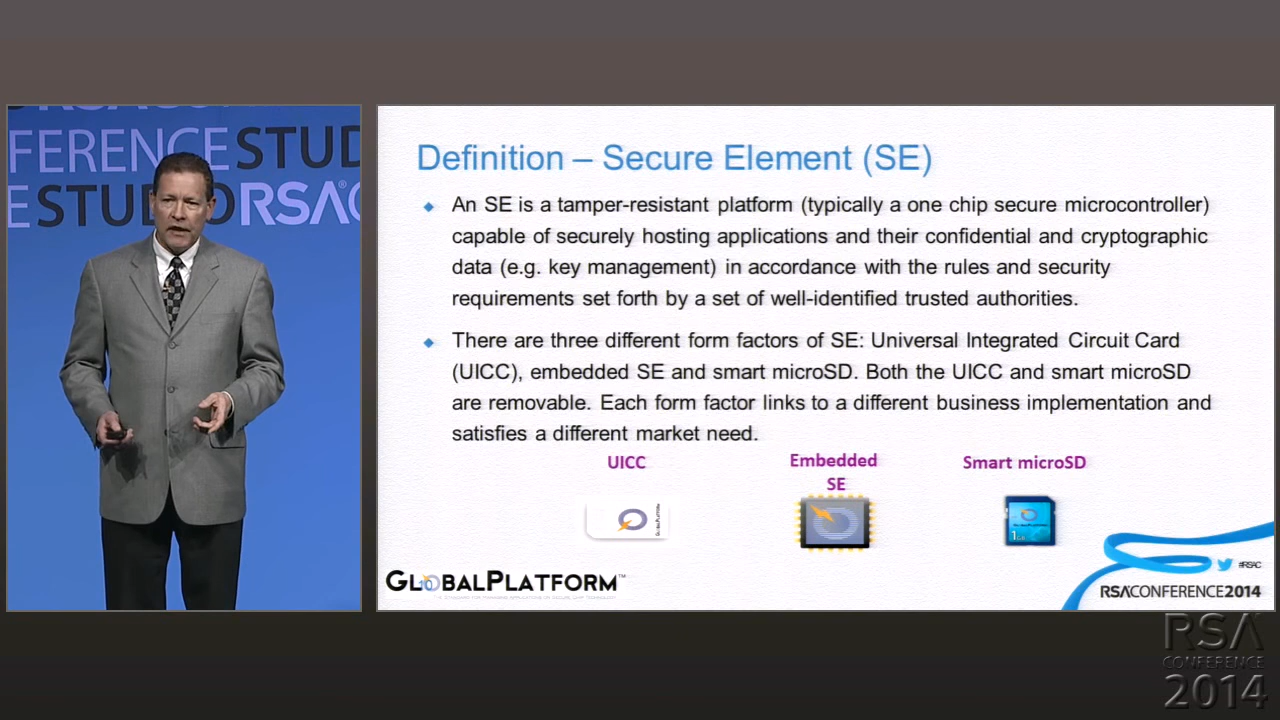 FERENCE STUD
E STUDIO RSA®C
Definition – Secure Element (SE)
An SE is a tamper-resistant platform (typically a one chip secure microcontroller)
capable of securely hosting applications and their confidential and cryptographic
data (e.g. key management) in accordance with the rules and security
requirements set forth by a set of well-identified trusted authorities.
There are three different form factors of SE: Universal Integrated Circuit Card
(UICC), embedded SE and smart microSD. Both the UICC and smart microSD
are removable. Each form factor links to a different business implementation and
satisfies a different market need.
UICC
Embedded
SE
Smart microSD
GLOBALPLATFORM
1GB
GLOBALPLATFORM™
#RSAC
RSACONFERENCE2014
RSA
CONFERENCE
2014